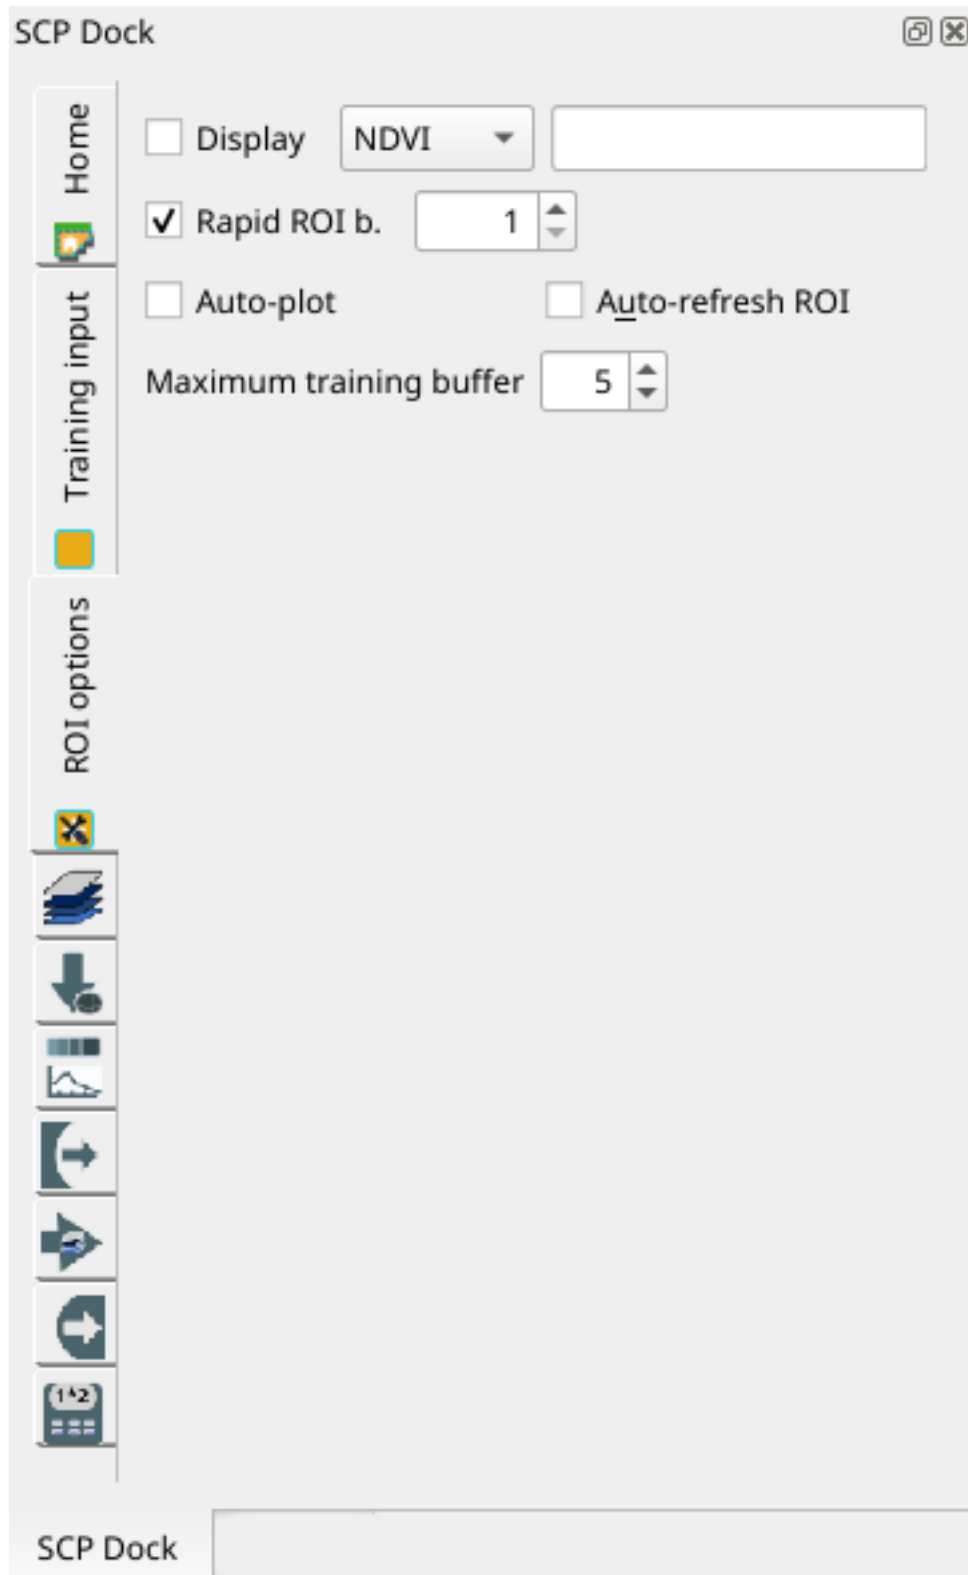 SCP Dock
Home
Display NDVI
Rapid ROI b. 1
Auto-plot Auto-refresh ROI
Maximum training buffer 5
Training input
ROI options
1^2
SCP Dock